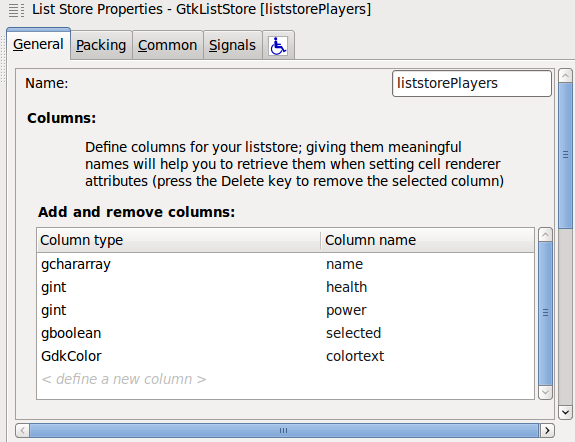 List Store Properties - GtkListStore [liststorePlayers]
General Packing Common Signals
Name: liststorePlayers
Columns:
Define columns for your liststore; giving them meaningful
names will help you to retrieve them when setting cell renderer
attributes (press the Delete key to remove the selected column)
Add and remove columns:
Column type Column name
gchararray name
gint health
gint power
gboolean selected
GdkColor colortext
< define a new column >